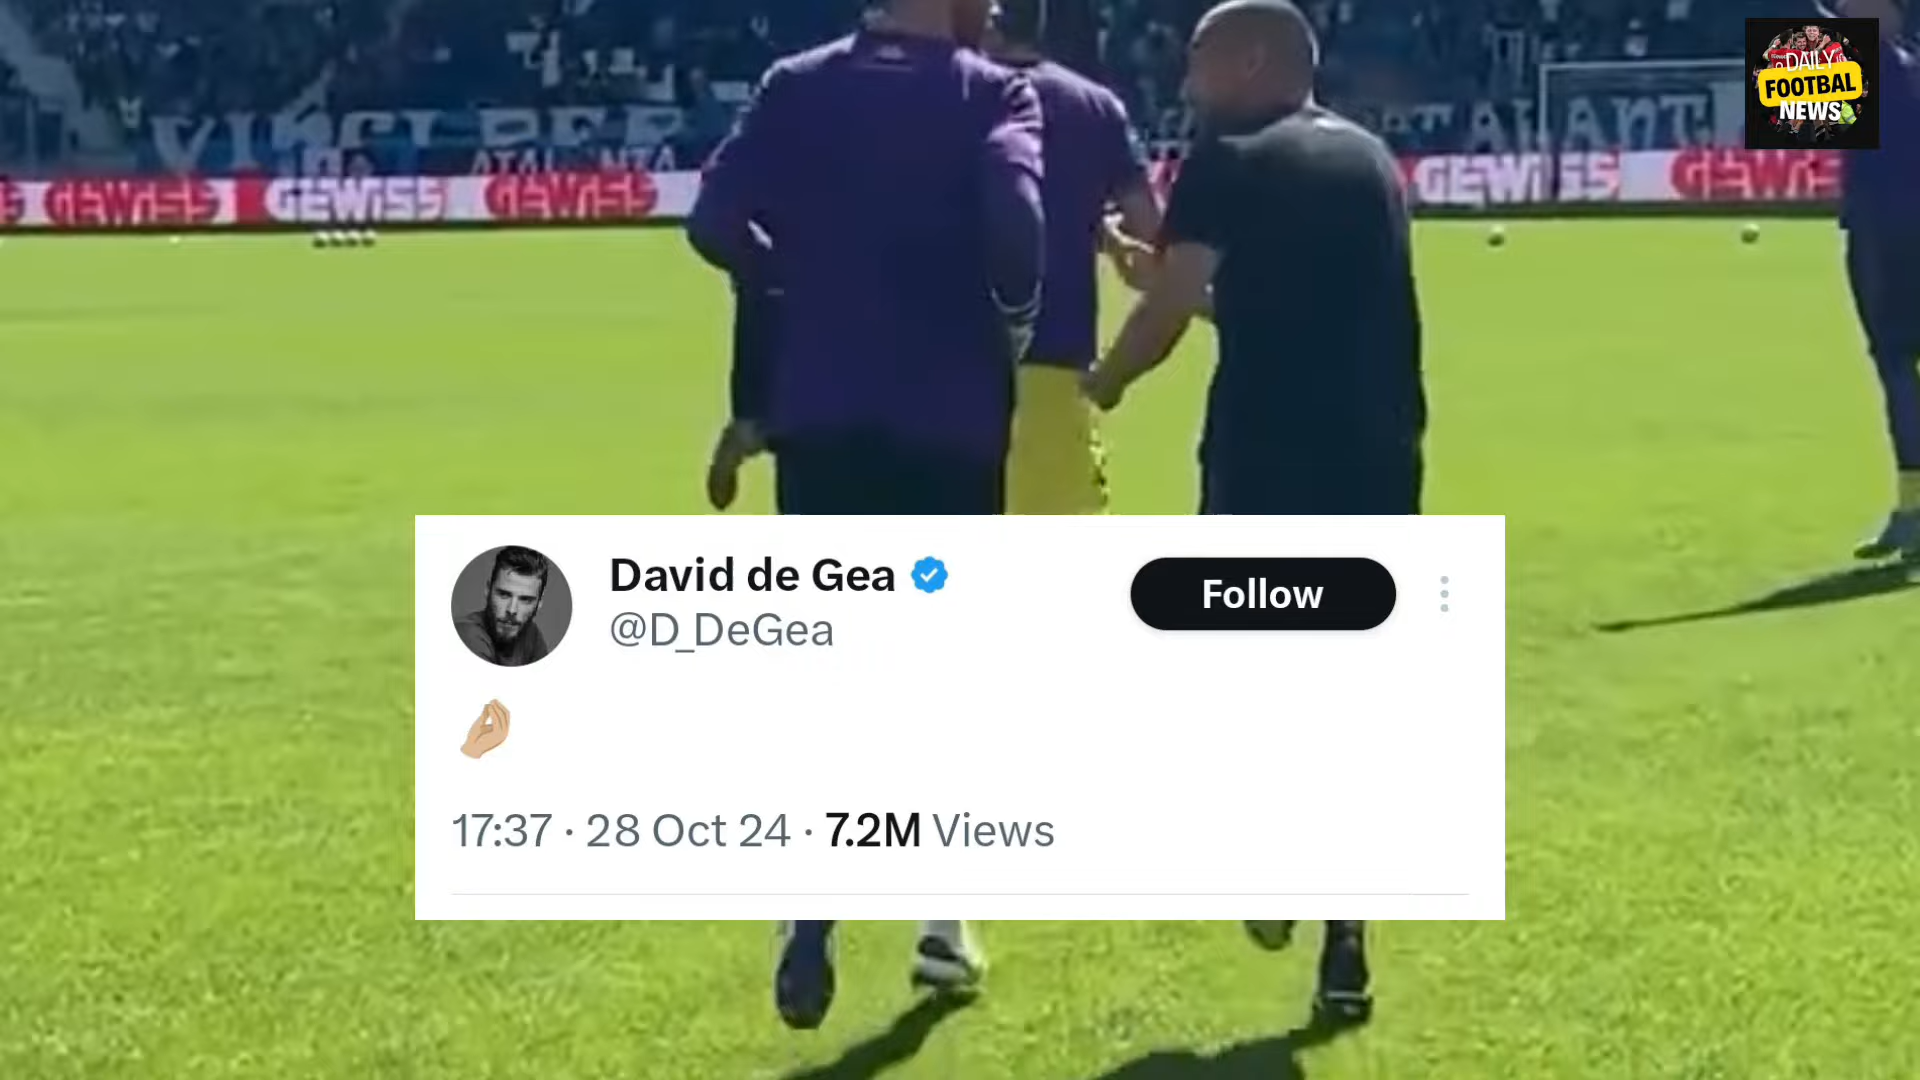 DAILY
FOOTBAL
NEWS
ATALANTA
GEWISS GEWISS GEWISS GEWISS GEWISS
David de Gea
@D_DeGea
Follow
🤌🏼
17:37 · 28 Oct 24 · 7.2M Views